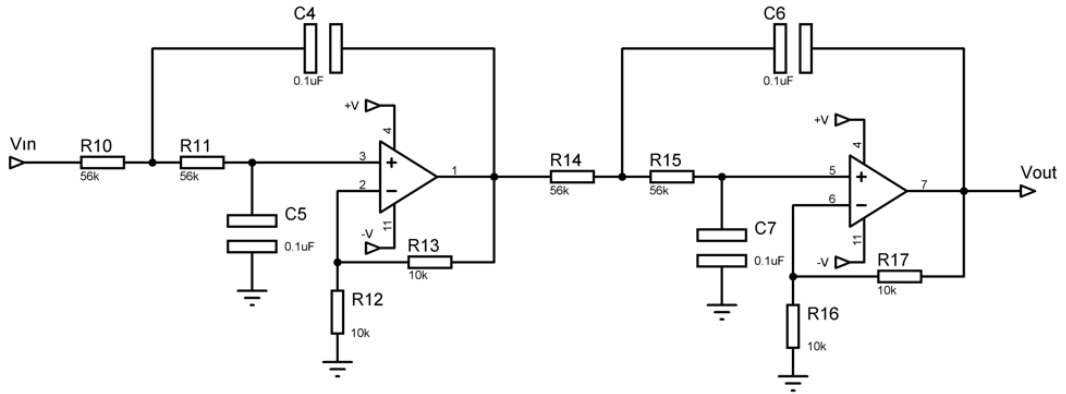 C4
0.1uF
C6
0.1uF
+V
4
+V
4
Vın
R10
56k
R11
56k
3
+
1
2
−
11
-V
C5
0.1uF
R13
10k
R12
10k
R14
56k
R15
56k
5
+
7
6
−
11
-V
Vout
C7
0.1uF
R17
10k
R16
10k